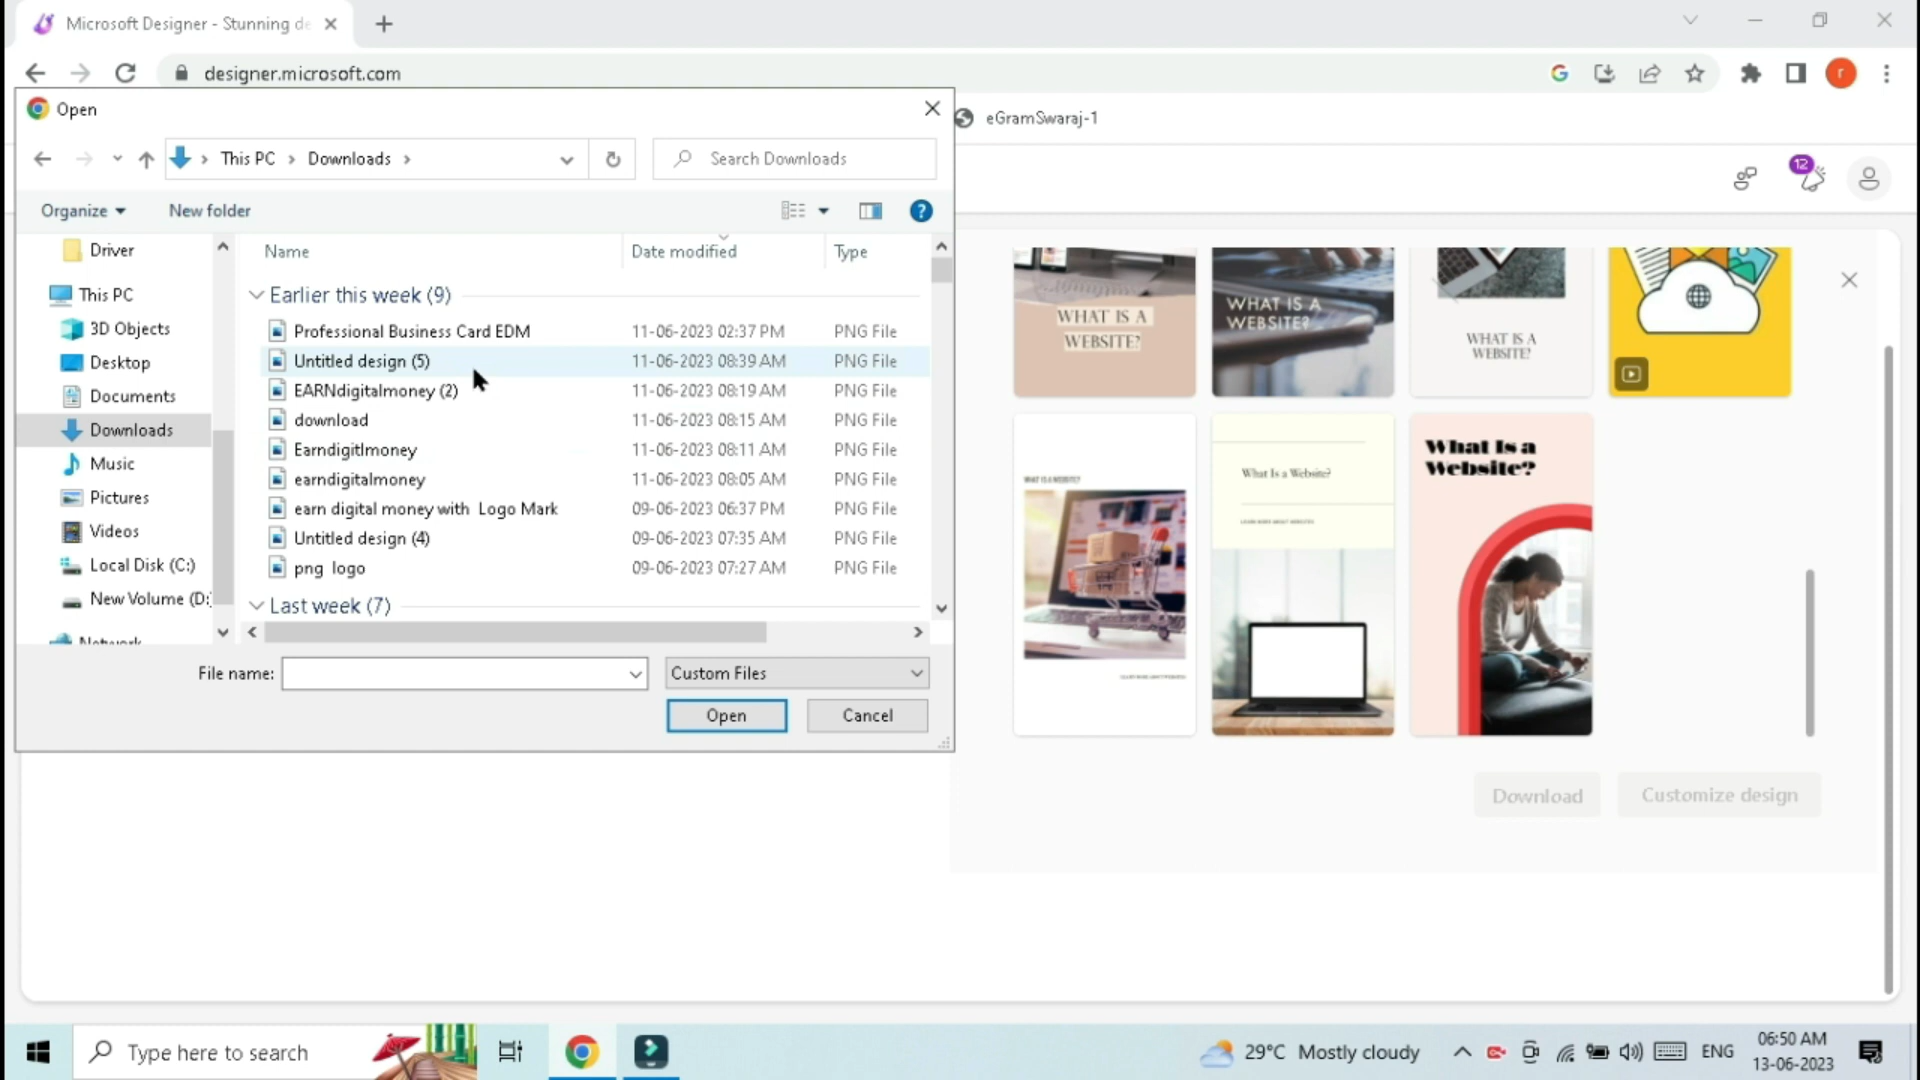 Microsoft Designer - Stunning de
designer.microsoft.com
r
Open
eGramSwaraj-1
This PC
Downloads
Search Downloads
12
Organize
New folder
?
Name
Date modified
Type
Driver
This PC
3D Objects
Desktop
Documents
Downloads
Music
Pictures
Videos
Local Disk (C:)
New Volume (D:
Network
Earlier this week (9)
Professional Business Card EDM 11-06-2023 02:37 PM PNG File
Untitled design (5) 11-06-2023 08:39 AM PNG File
EARNdigitalmoney (2) 11-06-2023 08:19 AM PNG File
download 11-06-2023 08:15 AM PNG File
Earndigitlmoney 11-06-2023 08:11 AM PNG File
earndigitalmoney 11-06-2023 08:05 AM PNG File
earn digital money with Logo Mark 09-06-2023 06:37 PM PNG File
Untitled design (4) 09-06-2023 07:35 AM PNG File
png logo 09-06-2023 07:27 AM PNG File
Last week (7)
File name:
Custom Files
Open
Cancel
WHAT IS A
WEBSITE?
WHAT IS A
WEBSITE?
WHAT IS A
WEBSITE?
WHAT IS A WEBSITE?
What Is a Website?
LEARN MORE ABOUT WEBSITES
What Is a
Website?
Download
Customize design
Type here to search
29°C Mostly cloudy
ENG
06:50 AM
13-06-2023